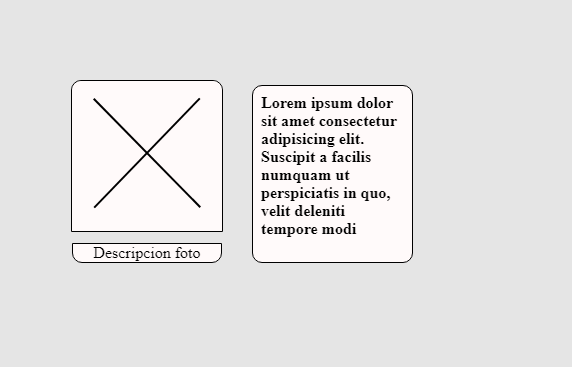 Descripcion foto
Lorem ipsum dolor
sit amet consectetur
adipisicing elit.
Suscipit a facilis
numquam ut
perspiciatis in quo,
velit deleniti
tempore modi